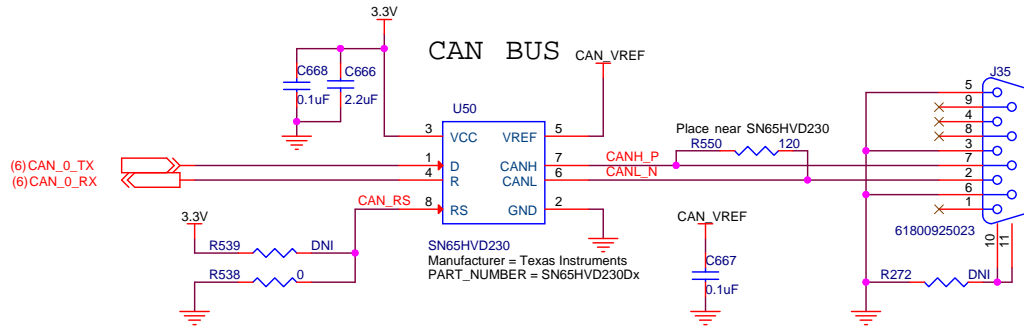 3.3V
CAN BUS
CAN_VREF
C668
0.1uF
C666
2.2uF
J35
U50
3 VCC VREF 5
1 D CANH 7
4 R CANL 6
8 RS GND 2
(6)CAN_0_TX
(6)CAN_0_RX
CAN_RS
Place near SN65HVD230
R550 120
CANH_P
CANL_N
5
9
4
8
3
7
2
6
1
61800925023
10
11
3.3V
R539 DNI
R538 0
SN65HVD230
Manufacturer = Texas Instruments
PART_NUMBER = SN65HVD230Dx
CAN_VREF
C667
0.1uF
R272 DNI